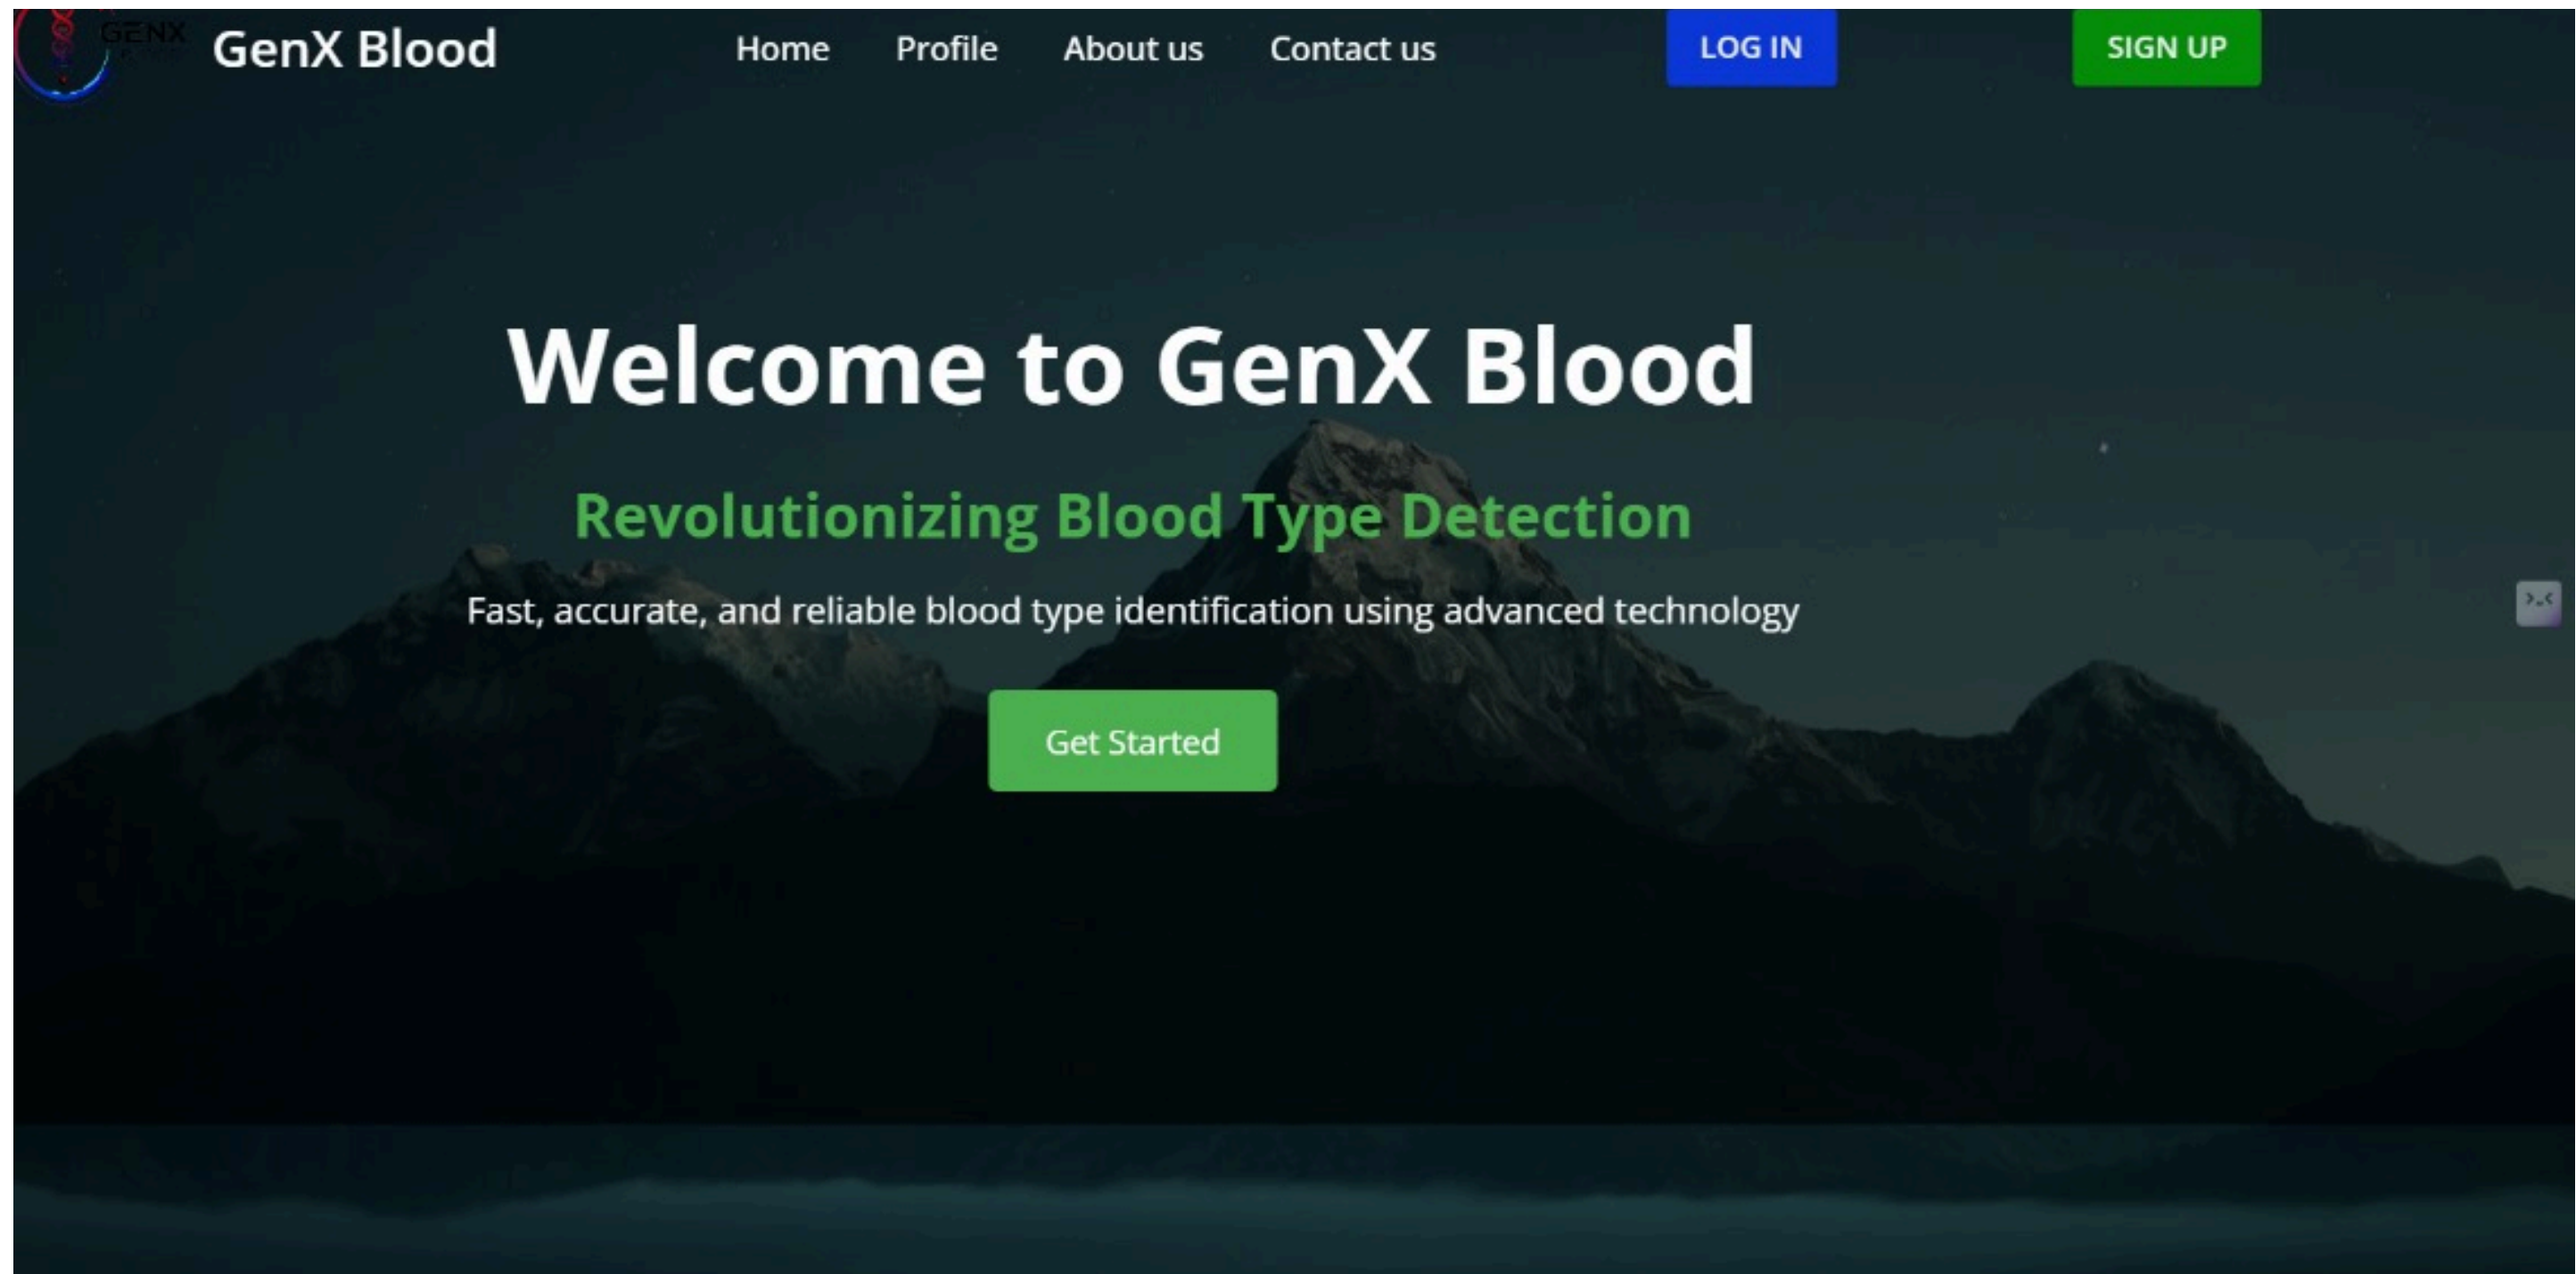 GENX
GenX Blood
Home
Profile
About us
Contact us
LOG IN
SIGN UP
Welcome to GenX Blood
Revolutionizing Blood Type Detection
Fast, accurate, and reliable blood type identification using advanced technology
Get Started